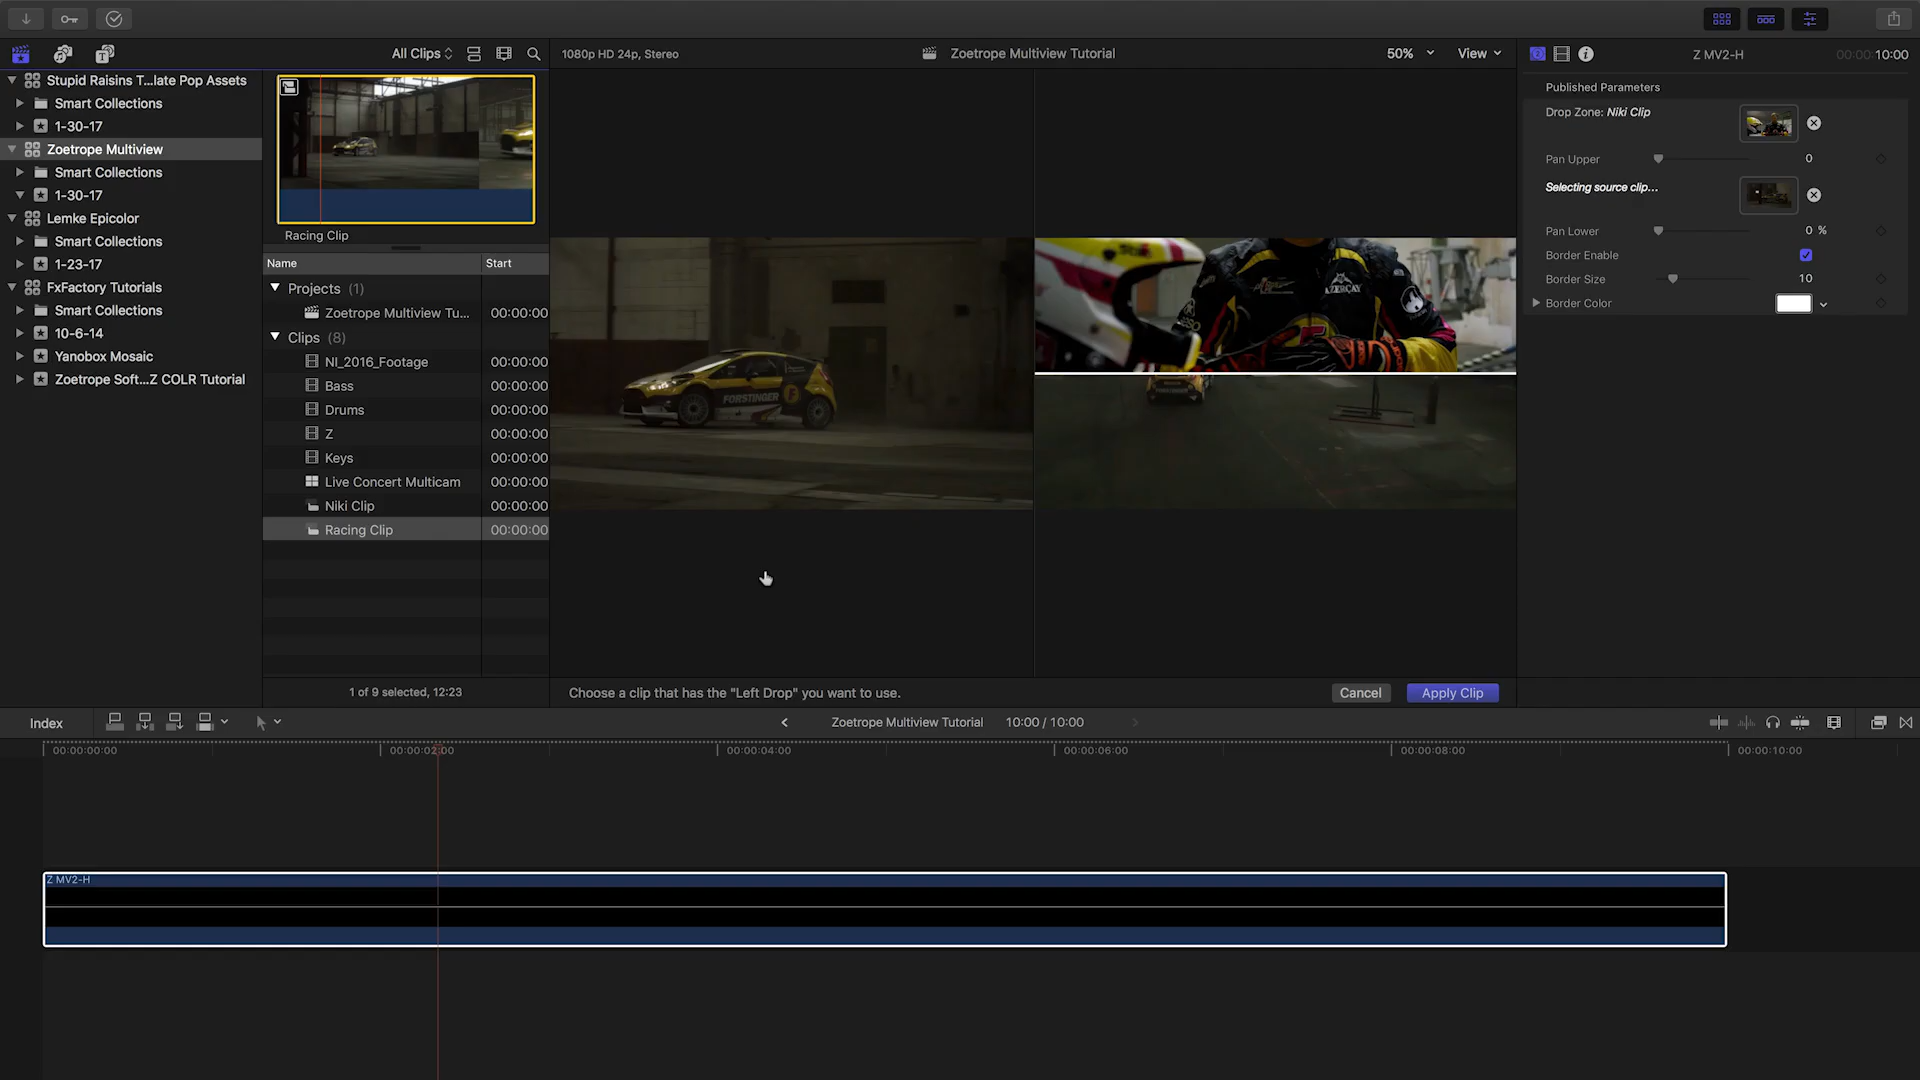 All Clips
1080p HD 24p, Stereo
Zoetrope Multiview Tutorial
50%
View
Z MV2-H
00:00:10:00
Stupid Raisins T...late Pop Assets
Smart Collections
1-30-17
Zoetrope Multiview
Smart Collections
1-30-17
Lemke Epicolor
Smart Collections
1-23-17
FxFactory Tutorials
Smart Collections
10-6-14
Yanobox Mosaic
Zoetrope Soft...Z COLR Tutorial
Racing Clip
Name
Start
Projects (1)
Zoetrope Multiview Tu...
00:00:00
Clips (8)
NI_2016_Footage
00:00:00
Bass
00:00:00
Drums
00:00:00
Z
00:00:00
Keys
00:00:00
Live Concert Multicam
00:00:00
Niki Clip
00:00:00
Racing Clip
00:00:00
1 of 9 selected, 12:23
FORSTINGER
Published Parameters
Drop Zone: Niki Clip
Pan Upper
0
Selecting source clip...
Pan Lower
0 %
Border Enable
Border Size
10
Border Color
Choose a clip that has the "Left Drop" you want to use.
Cancel
Apply Clip
Index
Zoetrope Multiview Tutorial
10:00 / 10:00
00:00:00:00
00:00:02:00
00:00:04:00
00:00:06:00
00:00:08:00
00:00:10:00
Z MV2-H